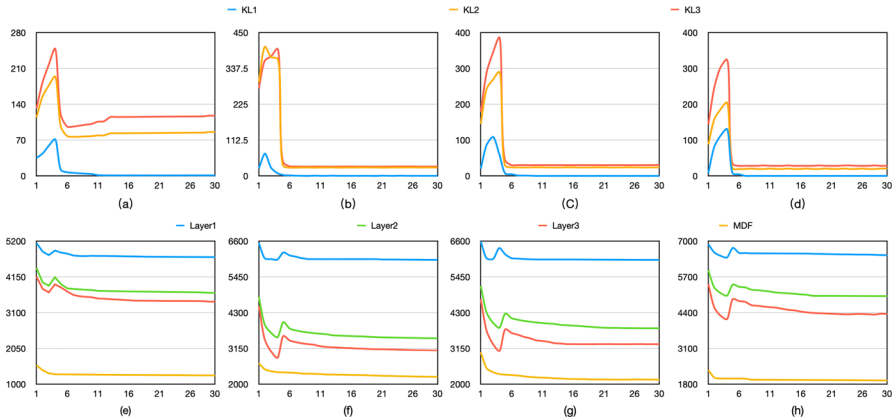 KL1 KL2 KL3
280 450 400 400
210 337.5 300 300
140 225 200 200
70 112.5 100 100
0 0 0 0
1 6 11 16 21 26 30 1 6 11 16 21 26 30 1 6 11 16 21 26 30 1 6 11 16 21 26 30
(a) (b) (C) (d)
Layer1 Layer2 Layer3 MDF
5200 6600 6600 7000
4150 5450 5450 5700
3100 4300 4300 4400
2050 3150 3150 3100
1000 2000 2000 1800
1 6 11 16 21 26 30 1 6 11 16 21 26 30 1 6 11 16 21 26 30 1 6 11 16 21 26 30
(e) (f) (g) (h)